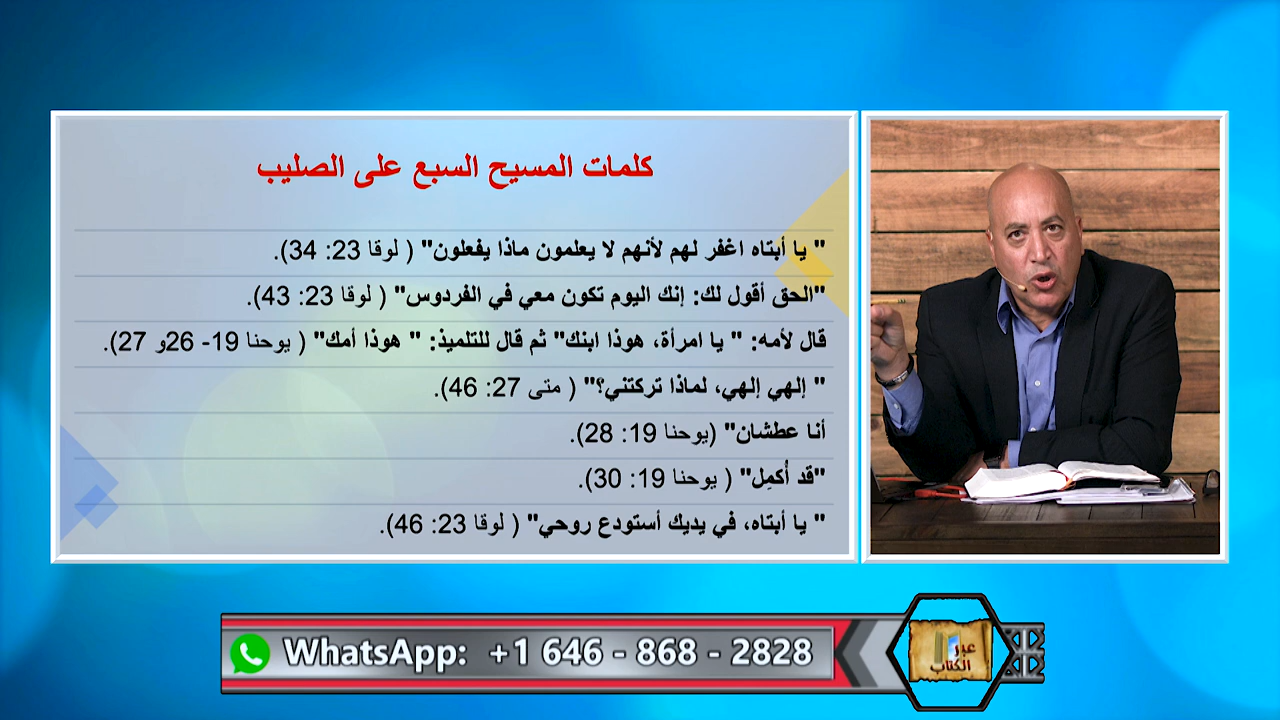 كلمات المسيح السبع على الصليب
" يا أبتاه اغفر لهم لأنهم لا يعلمون ماذا يفعلون" ( لوقا 23: 34).
"الحق أقول لك: إنك اليوم تكون معي في الفردوس" ( لوقا 23: 43).
قال لأمه: " يا امرأة، هوذا ابنك" ثم قال للتلميذ: " هوذا أمك" ( يوحنا 19- 26و 27).
" إلهي إلهي، لماذا تركتني؟" ( متى 27: 46).
أنا عطشان" (يوحنا 19: 28).
"قد أُكمِل" ( يوحنا 19: 30).
" يا أبتاه، في يديك أستودع روحي" ( لوقا 23: 46).
WhatsApp: +1 646 - 868 - 2828
عبر
الكتاب